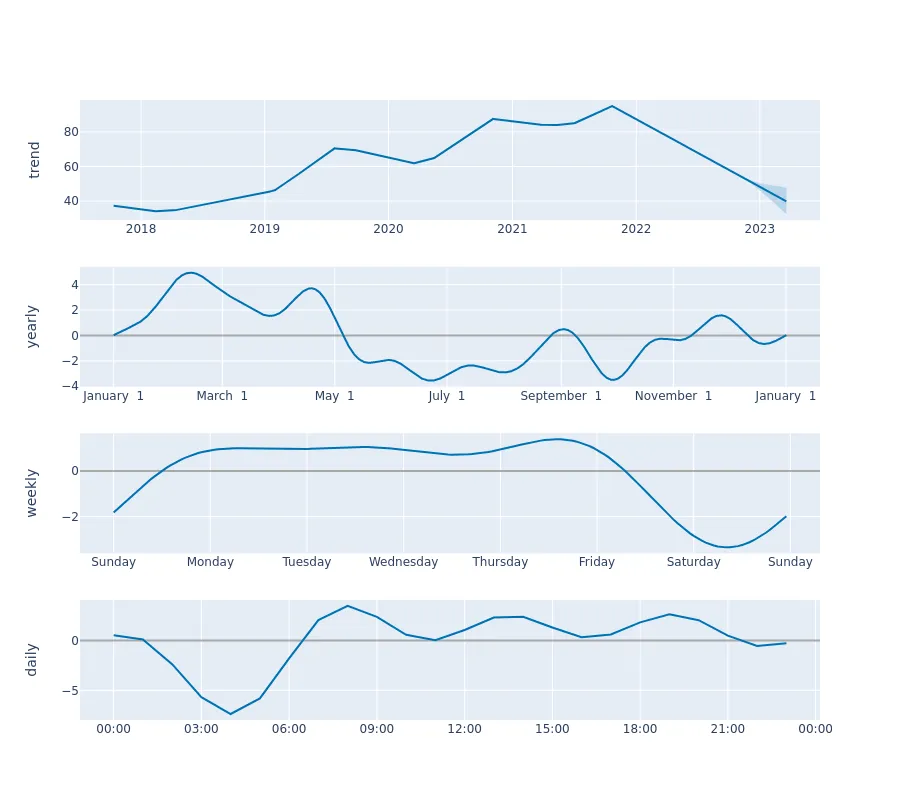 trend
80
60
40
2018 2019 2020 2021 2022 2023
yearly
4
2
0
−2
−4
January 1 March 1 May 1 July 1 September 1 November 1 January 1
weekly
0
−2
Sunday Monday Tuesday Wednesday Thursday Friday Saturday Sunday
daily
0
−5
00:00 03:00 06:00 09:00 12:00 15:00 18:00 21:00 00:00